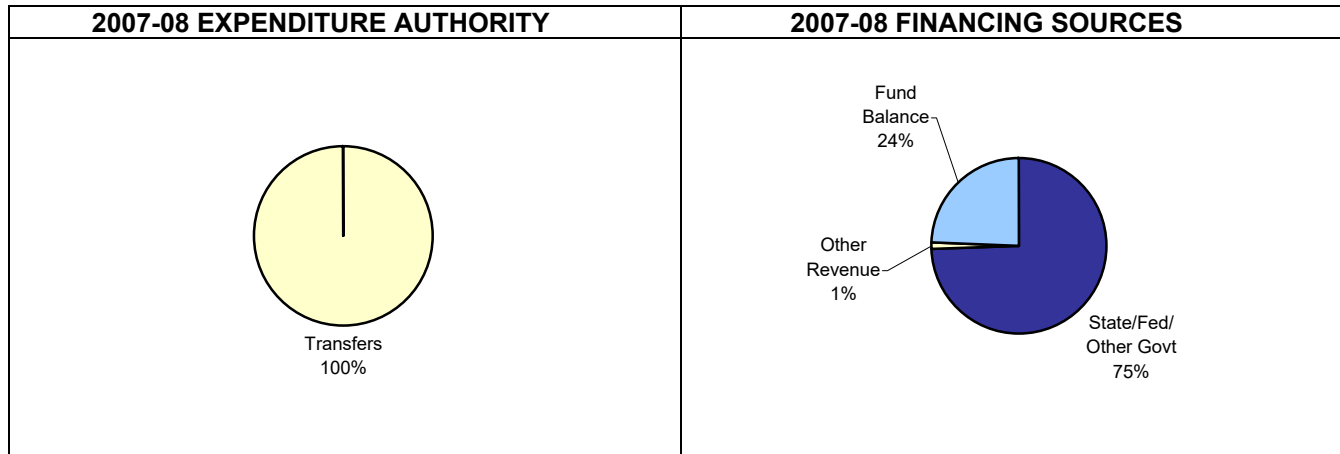 2007-08 EXPENDITURE AUTHORITY
2007-08 FINANCING SOURCES
Transfers
100%
Fund
Balance
24%
Other
Revenue
1%
State/Fed/
Other Govt
75%